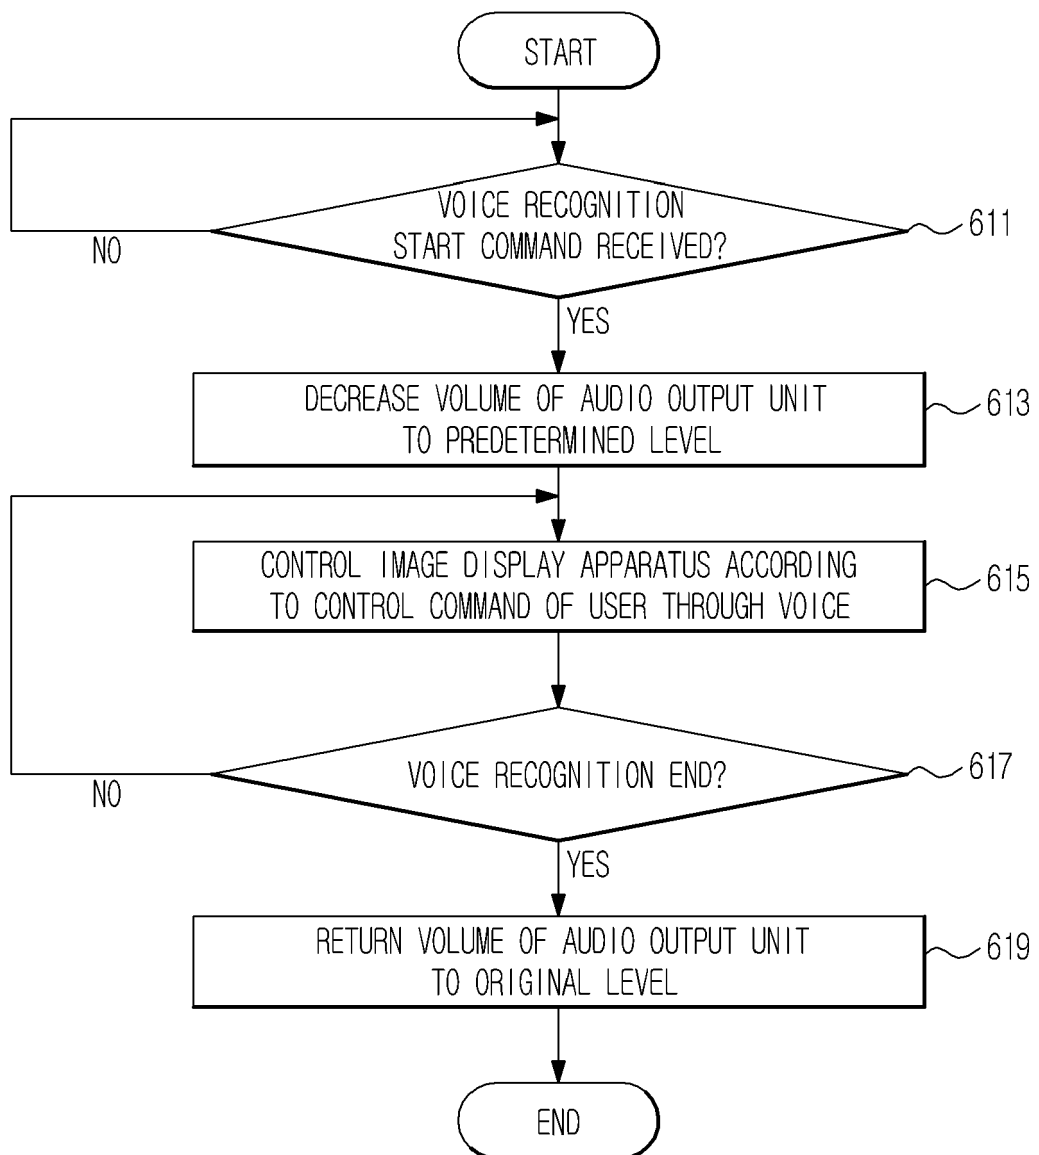 START
VOICE RECOGNITION
START COMMAND RECEIVED?
611
NO
YES
DECREASE VOLUME OF AUDIO OUTPUT UNIT
TO PREDETERMINED LEVEL
613
CONTROL IMAGE DISPLAY APPARATUS ACCORDING
TO CONTROL COMMAND OF USER THROUGH VOICE
615
VOICE RECOGNITION END?
617
NO
YES
RETURN VOLUME OF AUDIO OUTPUT UNIT
TO ORIGINAL LEVEL
619
END